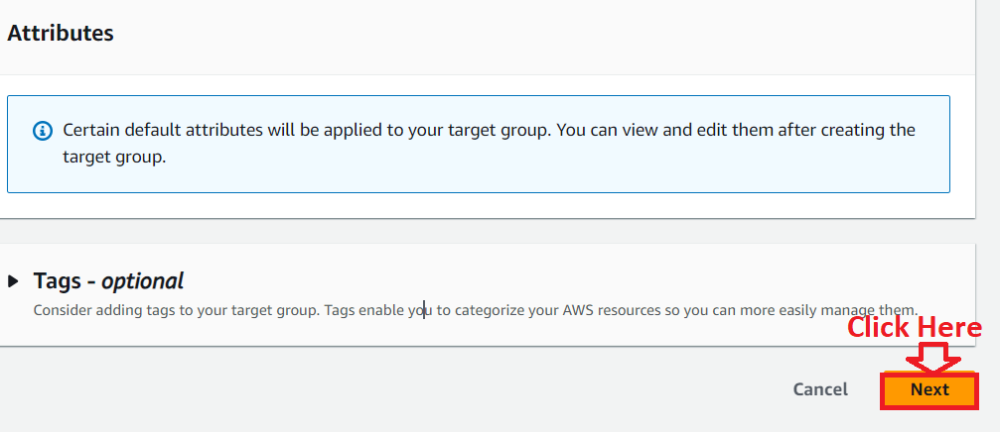 Attributes
Certain default attributes will be applied to your target group. You can view and edit them after creating the
target group.
Tags - optional
Consider adding tags to your target group. Tags enable you to categorize your AWS resources so you can more easily manage them.
Click Here
Cancel
Next